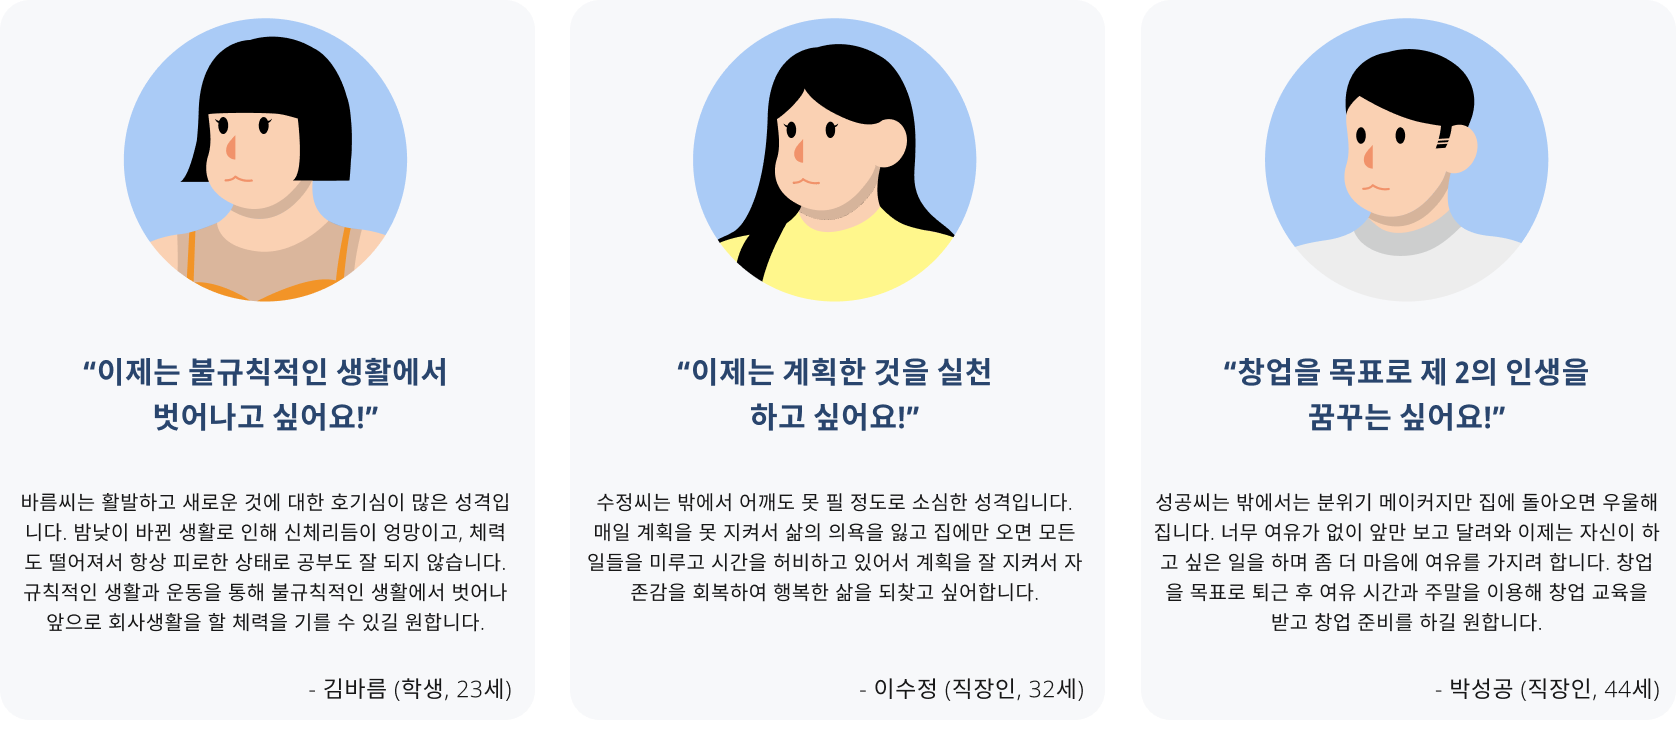 “이제는 불규칙적인 생활에서
벗어나고 싶어요!”
바름씨는 활발하고 새로운 것에 대한 호기심이 많은 성격입
니다. 밤낮이 바뀐 생활로 인해 신체리듬이 엉망이고, 체력
도 떨어져서 항상 피로한 상태로 공부도 잘 되지 않습니다.
규칙적인 생활과 운동을 통해 불규칙적인 생활에서 벗어나
앞으로 회사생활을 할 체력을 기를 수 있길 원합니다.
- 김바름 (학생, 23세)
“이제는 계획한 것을 실천
하고 싶어요!”
수정씨는 밖에서 어깨도 못 필 정도로 소심한 성격입니다.
매일 계획을 못 지켜서 삶의 의욕을 잃고 집에만 오면 모든
일들을 미루고 시간을 허비하고 있어서 계획을 잘 지켜서 자
존감을 회복하여 행복한 삶을 되찾고 싶어합니다.
- 이수정 (직장인, 32세)
“창업을 목표로 제 2의 인생을
꿈꾸는 싶어요!”
성공씨는 밖에서는 분위기 메이커지만 집에 돌아오면 우울해
집니다. 너무 여유가 없이 앞만 보고 달려와 이제는 자신이 하
고 싶은 일을 하며 좀 더 마음에 여유를 가지려 합니다. 창업
을 목표로 퇴근 후 여유 시간과 주말을 이용해 창업 교육을
받고 창업 준비를 하길 원합니다.
- 박성공 (직장인, 44세)